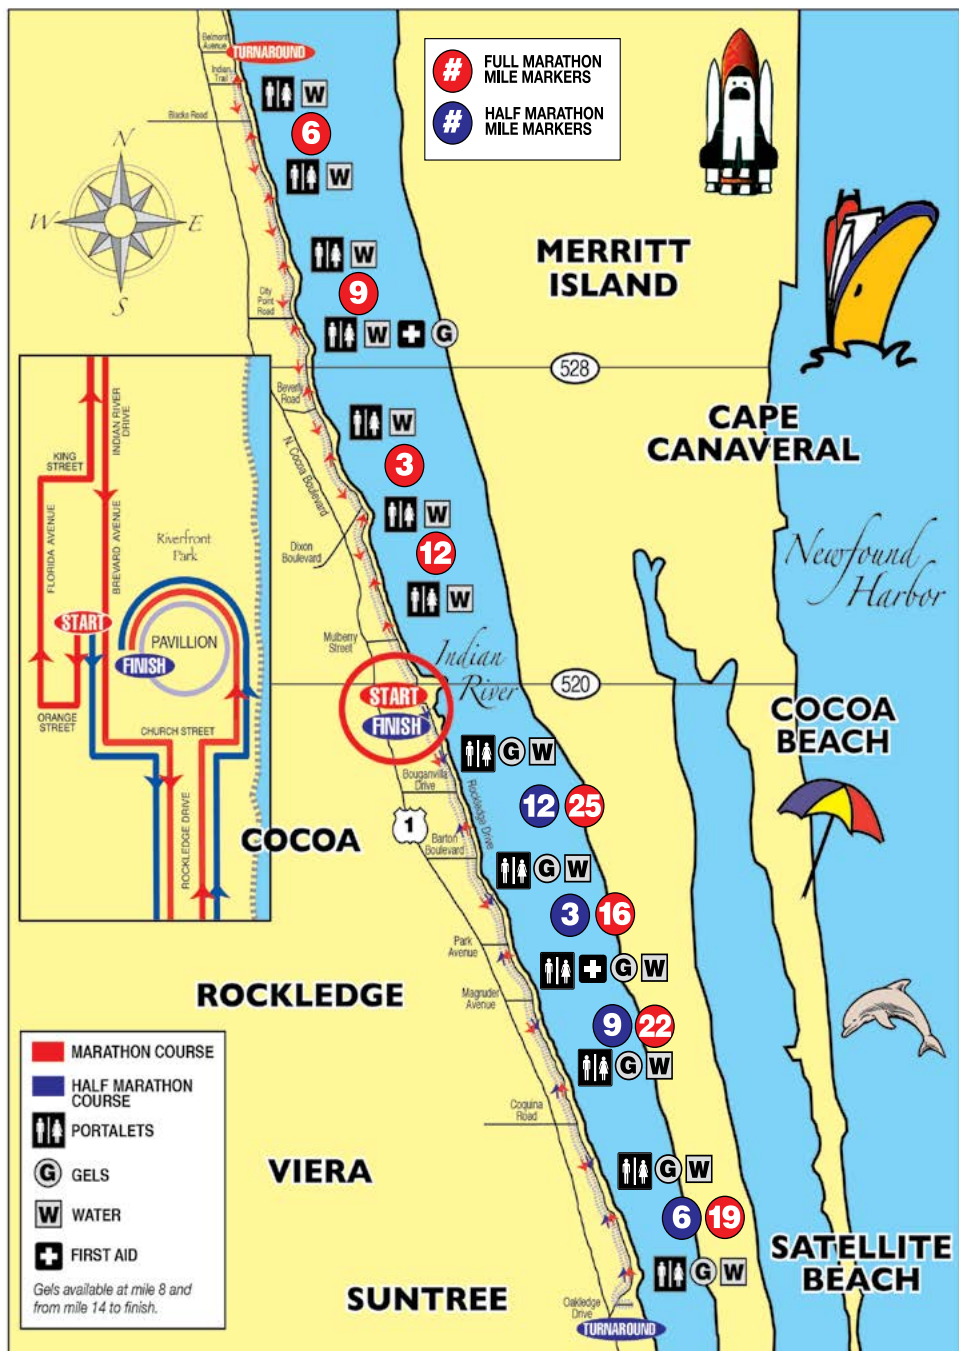 Belmont
Avenue
TURNAROUND
Indian
Trail
Blacks Road
W
6
W
#
FULL MARATHON
MILE MARKERS
#
HALF MARATHON
MILE MARKERS
N
W
E
S
MERRITT
ISLAND
W
9
City
Point
Road
W
G
528
Beverly
Road
W
CAPE
CANAVERAL
N. Cocoa Boulevard
3
W
Dixon
Boulevard
12
W
Newfound
Harbor
Mulberry
Street
Indian
River
520
START
FINISH
COCOA
BEACH
INDIAN RIVER
DRIVE
KING
STREET
FLORIDA AVENUE
BREVARD AVENUE
Riverfront
Park
START
PAVILLION
FINISH
ORANGE
STREET
CHURCH STREET
ROCKLEDGE DRIVE
G
W
Bouganvilla
Drive
Rockledge Drive
12
25
1
COCOA
Barton
Boulevard
G
W
3
16
Park
Avenue
G
W
ROCKLEDGE
Magruder
Avenue
9
22
G
W
Coquina
Road
VIERA
G
W
6
19
SATELLITE
BEACH
G
W
SUNTREE
Oakledge
Drive
TURNAROUND
MARATHON COURSE
HALF MARATHON
COURSE
PORTALETS
G
GELS
W
WATER
FIRST AID
Gels available at mile 8 and
from mile 14 to finish.